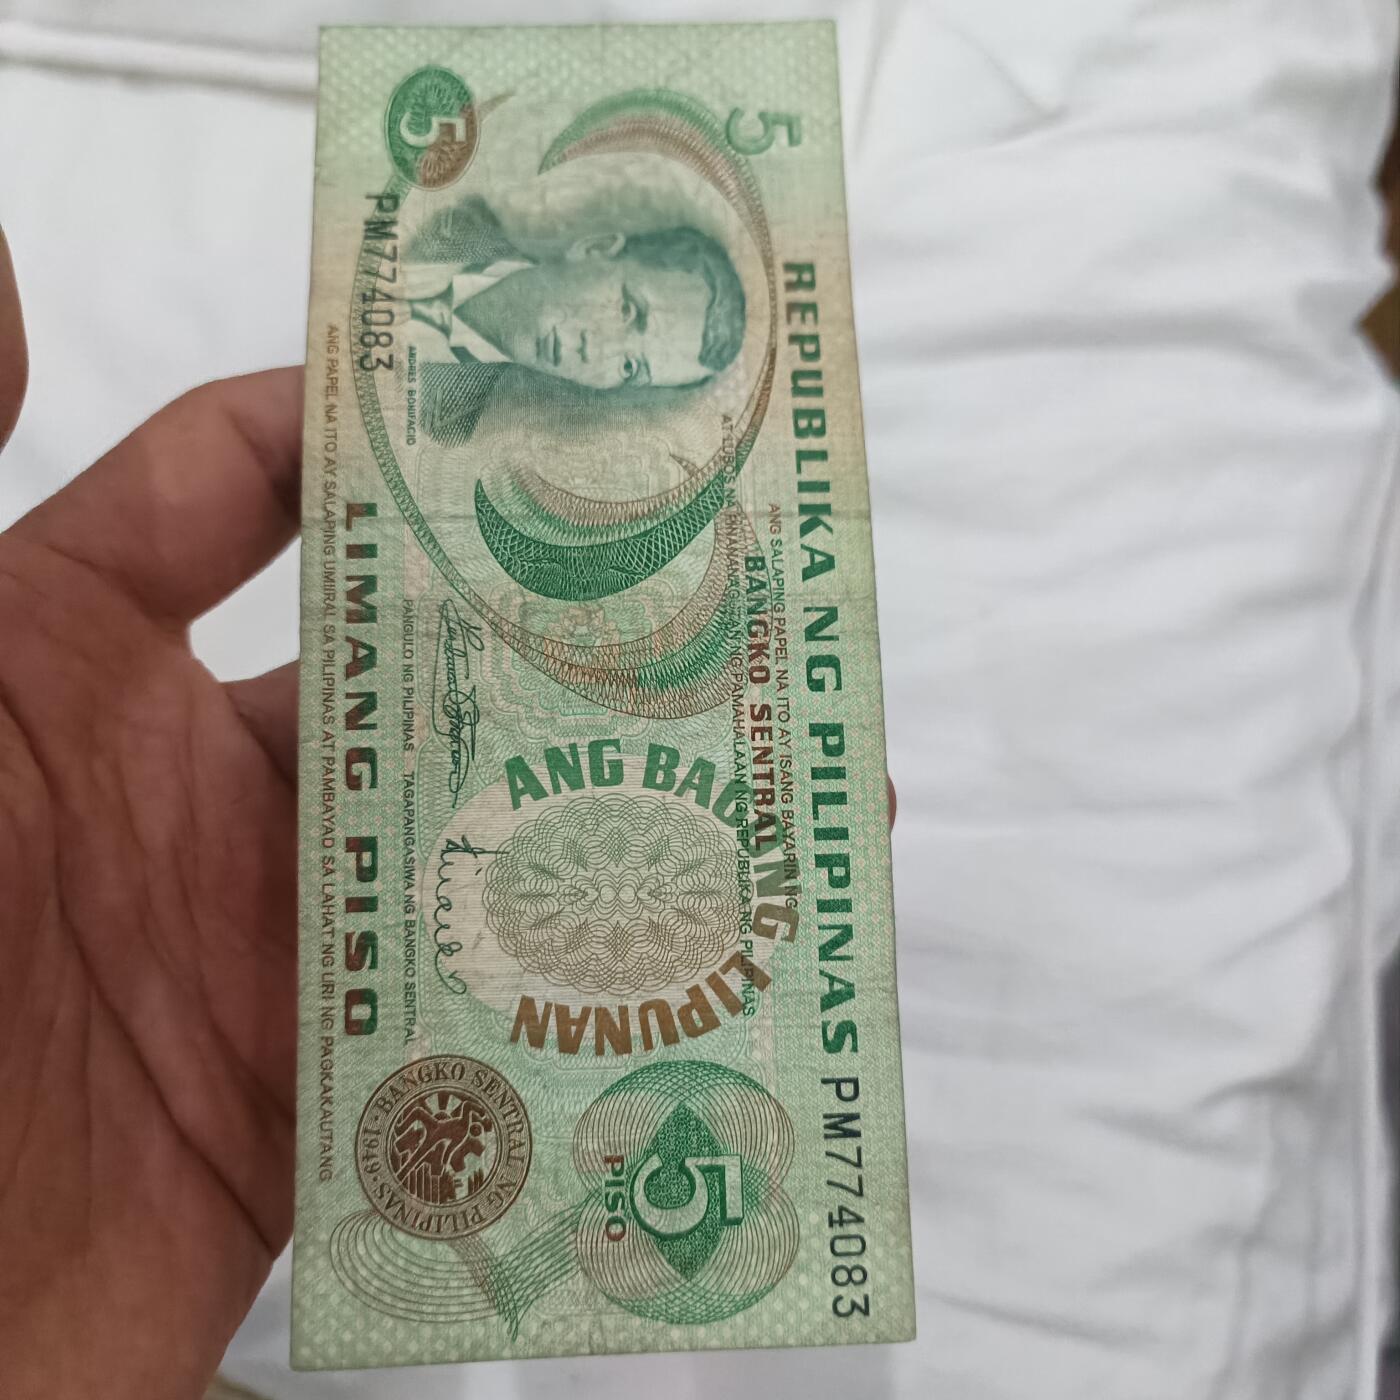 5
REPUBLIKA NG PILIPINAS
PM774083
ANG SALAPING PAPEL NA ITO AY ISANG BAYARIN NG
BANGKO SENTRAL
AT LUBOS NA PINANANAGUTAN NG PAMAHALAAN NG REPUBLIKA NG PILIPINAS
ANG BAGONG LIPUNAN
5
PISO
ANDRES BONIFACIO
PANGULO NG PILIPINAS
TAGAPANGASIWA NG BANGKO SENTRAL
5
PM774083
LIMANG PISO
BANGKO SENTRAL NG PILIPINAS · 1949 ·
ANG PAPEL NA ITO AY SALAPING UMIIRAL SA PILIPINAS AT PAMBAYAD SA LAHAT NG URI NG PAGKAKAUTANG